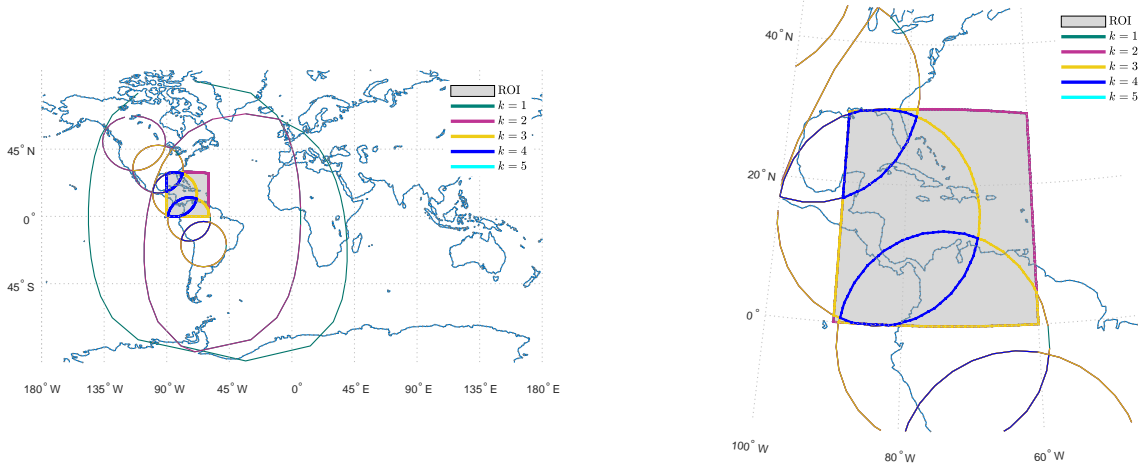 ROI
k = 1
k = 2
k = 3
k = 4
k = 5
45° N
0°
45° S
180° W
135° W
90° W
45° W
0°
45° E
90° E
135° E
180° E
ROI
k = 1
k = 2
k = 3
k = 4
k = 5
40° N
20° N
0°
100° W
80° W
60° W